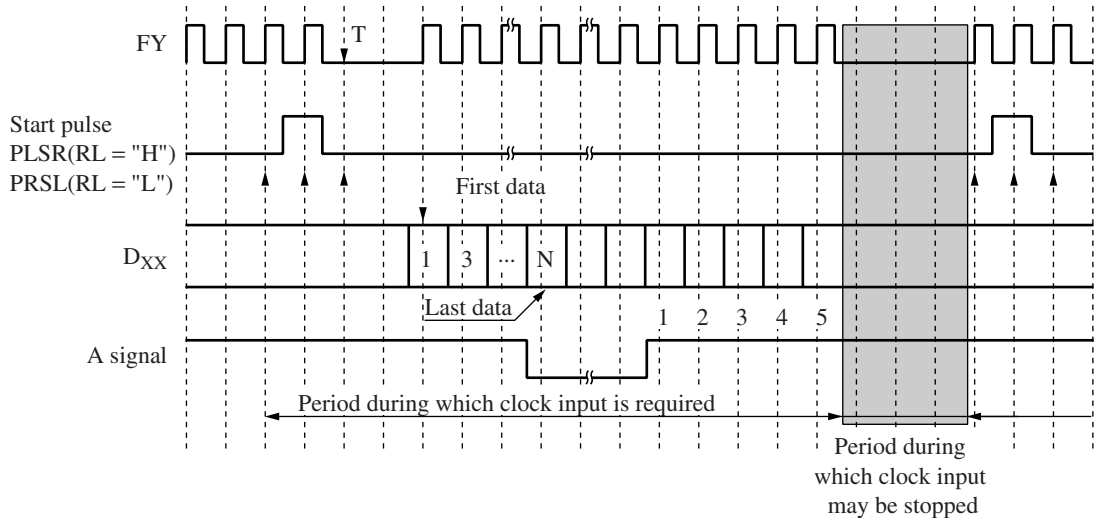 FY
T
Start pulse
PLSR(RL = "H")
PRSL(RL = "L")
First data
DXX
1 3 ... N
Last data
1 2 3 4 5
A signal
Period during which clock input is required
Period during
which clock input
may be stopped